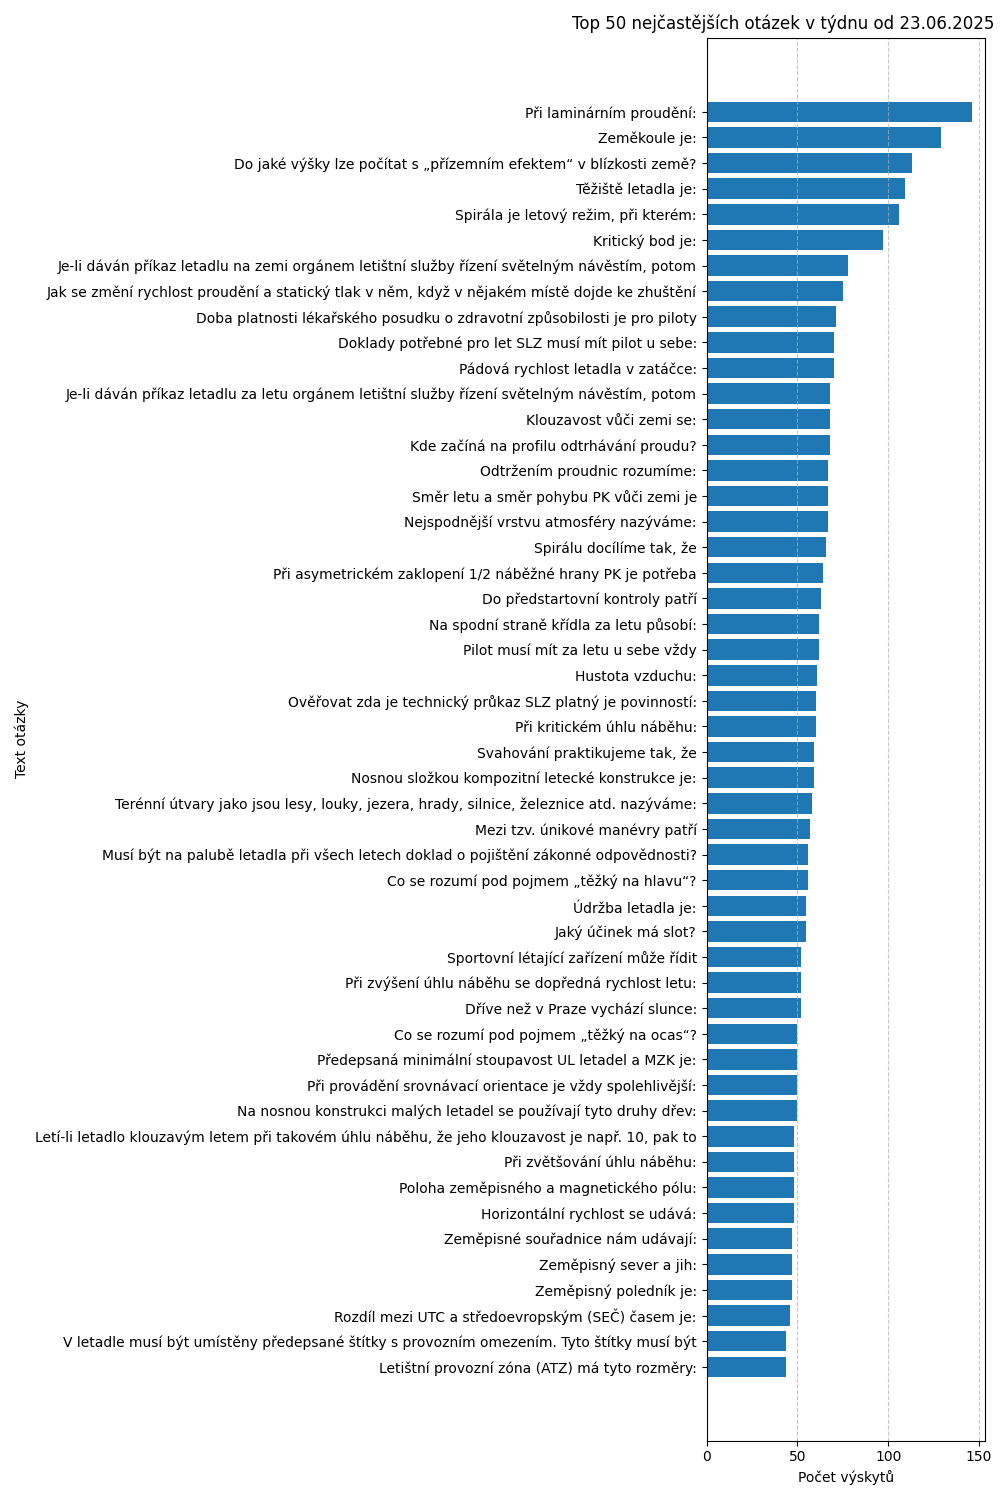 Top 50 nejčastějších otázek v týdnu od 23.06.2025
Při laminárním proudění:
Zeměkoule je:
Do jaké výšky lze počítat s „přízemním efektem“ v blízkosti země?
Těžiště letadla je:
Spirála je letový režim, při kterém:
Kritický bod je:
Je-li dáván příkaz letadlu na zemi orgánem letištní služby řízení světelným návěstím, potom
Jak se změní rychlost proudění a statický tlak v něm, když v nějakém místě dojde ke zhuštění
Doba platnosti lékařského posudku o zdravotní způsobilosti je pro piloty
Doklady potřebné pro let SLZ musí mít pilot u sebe:
Pádová rychlost letadla v zatáčce:
Je-li dáván příkaz letadlu za letu orgánem letištní služby řízení světelným návěstím, potom
Klouzavost vůči zemi se:
Kde začíná na profilu odtrhávání proudu?
Odtržením proudnic rozumíme:
Směr letu a směr pohybu PK vůči zemi je
Nejspodnější vrstvu atmosféry nazýváme:
Spirálu docílíme tak, že
Při asymetrickém zaklopení 1/2 náběžné hrany PK je potřeba
Do předstartovní kontroly patří
Na spodní straně křídla za letu působí:
Pilot musí mít za letu u sebe vždy
Hustota vzduchu:
Ověřovat zda je technický průkaz SLZ platný je povinností:
Při kritickém úhlu náběhu:
Svahování praktikujeme tak, že
Nosnou složkou kompozitní letecké konstrukce je:
Terénní útvary jako jsou lesy, louky, jezera, hrady, silnice, železnice atd. nazýváme:
Mezi tzv. únikové manévry patří
Musí být na palubě letadla při všech letech doklad o pojištění zákonné odpovědnosti?
Co se rozumí pod pojmem „těžký na hlavu“?
Údržba letadla je:
Jaký účinek má slot?
Sportovní létající zařízení může řídit
Při zvýšení úhlu náběhu se dopředná rychlost letu:
Dříve než v Praze vychází slunce:
Co se rozumí pod pojmem „těžký na ocas“?
Předepsaná minimální stoupavost UL letadel a MZK je:
Při provádění srovnávací orientace je vždy spolehlivější:
Na nosnou konstrukci malých letadel se používají tyto druhy dřev:
Letí-li letadlo klouzavým letem při takovém úhlu náběhu, že jeho klouzavost je např. 10, pak to
Při zvětšování úhlu náběhu:
Poloha zeměpisného a magnetického pólu:
Horizontální rychlost se udává:
Zeměpisné souřadnice nám udávají:
Zeměpisný sever a jih:
Zeměpisný poledník je:
Rozdíl mezi UTC a středoevropským (SEČ) časem je:
V letadle musí být umístěny předepsané štítky s provozním omezením. Tyto štítky musí být
Letištní provozní zóna (ATZ) má tyto rozměry:
Text otázky
0 50 100 150
Počet výskytů